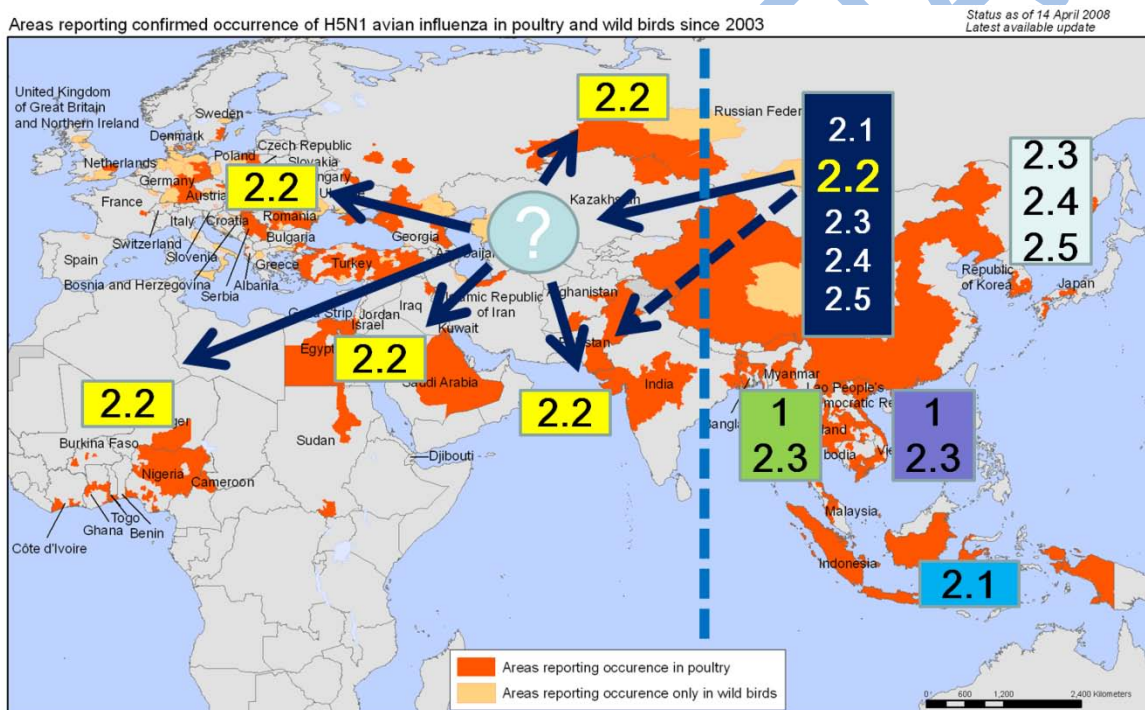 Areas reporting confirmed occurrence of H5N1 avian influenza in poultry and wild birds since 2003
Status as of 14 April 2008
Latest available update
United Kingdom
of Great Britain
and Northern Ireland
Sweden
Denmark
Netherlands
Poland
Czech Republic
Slovakia
Germany
France
Austria
Switzerland
Italy
Croatia
Romania
Bulgaria
Slovenia
Spain
Bosnia and Herzegovina
Serbia
Albania
Greece
Turkey
Georgia
Kazakhstan
2.2
2.2
?
Russian Feder
2.1
2.2
2.3
2.4
2.5
2.3
2.4
2.5
Republic
of Korea
Japan
Iraq
Islamic Republic
of Iran
Afghanistan
Jordan
Israel
Kuwait
Strip
Egypt
2.2
Saudi Arabia
2.2
India
Myanmar
1
2.3
1
2.3
2.2
Burkina Faso
Nigeria
Cameroon
Sudan
Djibouti
Togo
Ghana
Benin
Côte d'Ivoire
Malaysia
Indonesia
2.1
Areas reporting occurence in poultry
Areas reporting occurence only in wild birds
0
600
1,200
2,400 Kilometers